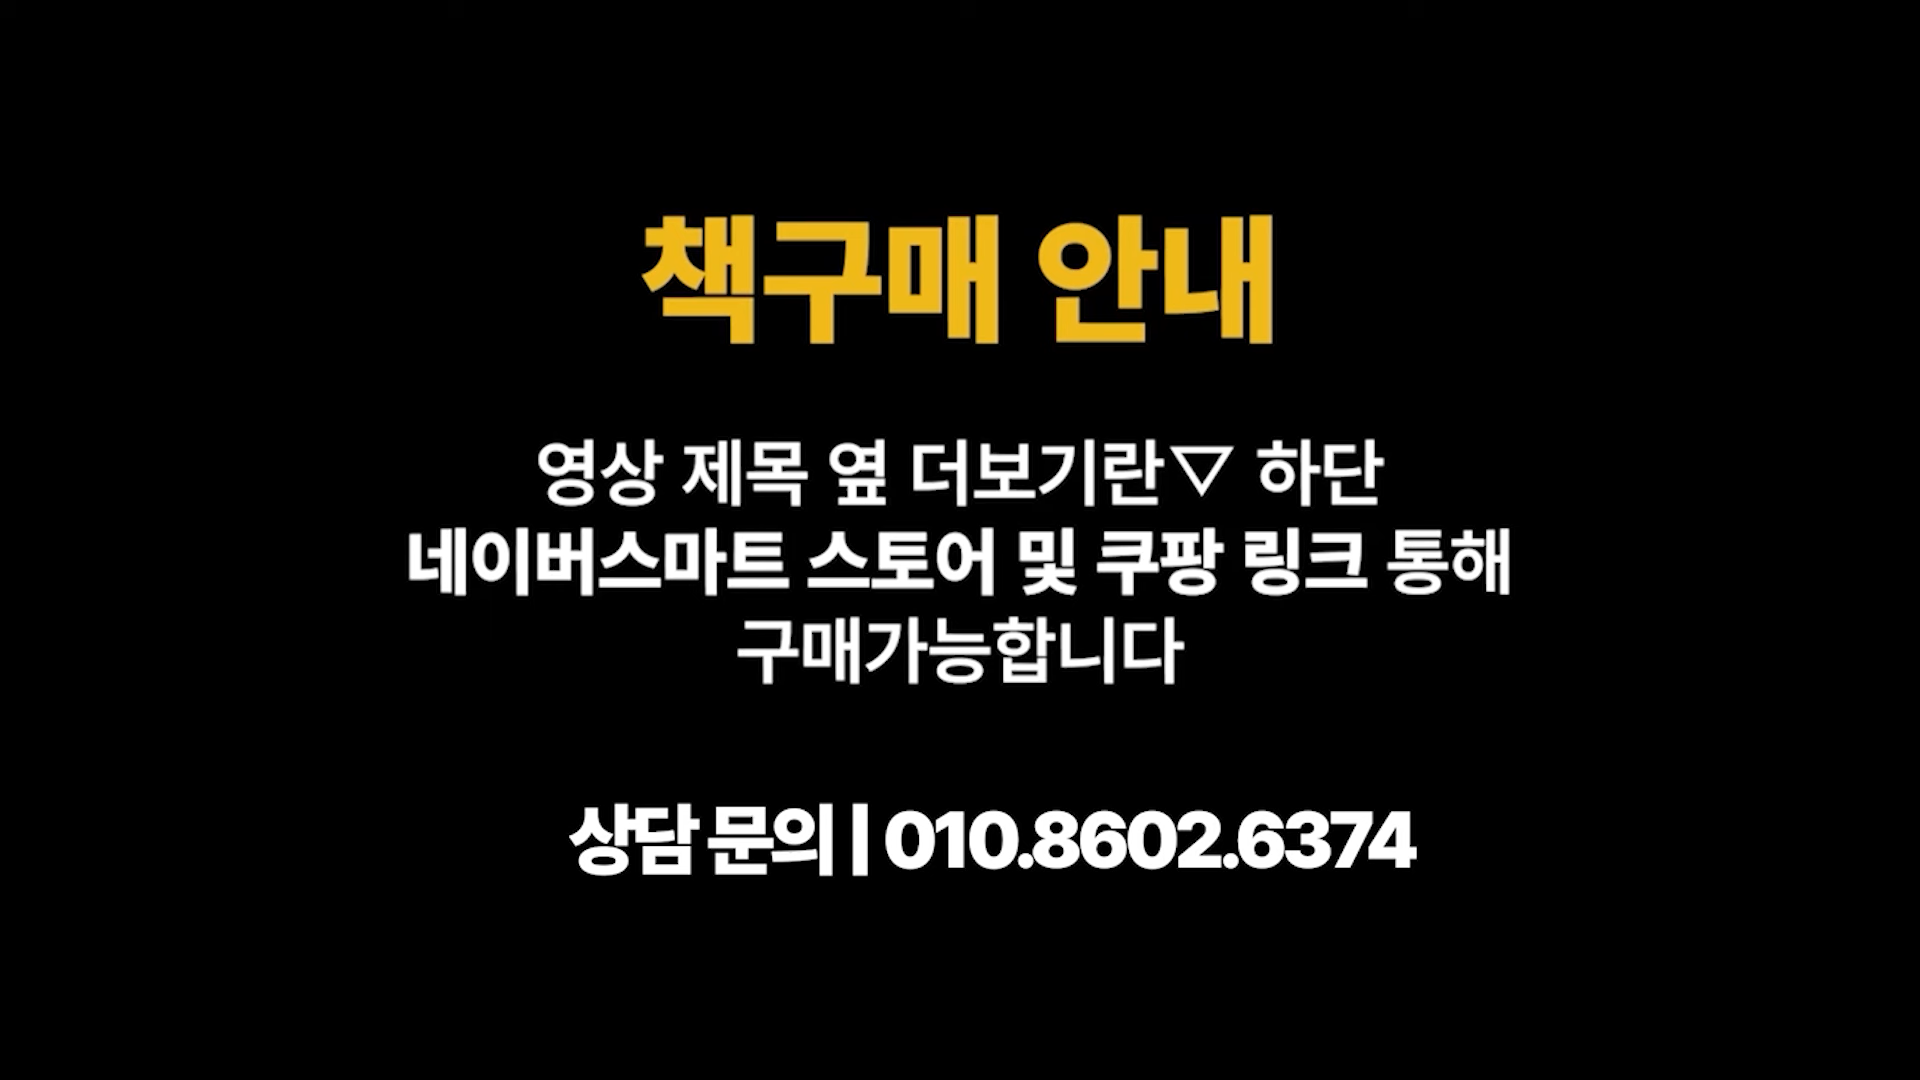 책구매 안내
영상 제목 옆 더보기란▽ 하단
네이버스마트 스토어 및 쿠팡 링크 통해
구매가능합니다
상담 문의 | 010.8602.6374